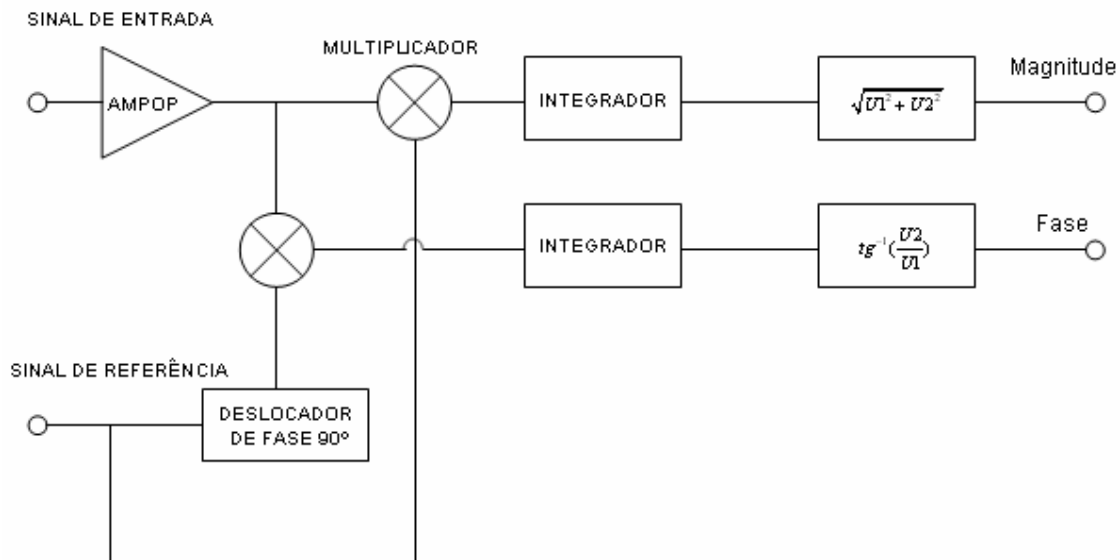 SINAL DE ENTRADA
AMPOP
MULTIPLICADOR
INTEGRADOR
√U1² + U2²
Magnitude
INTEGRADOR
tg⁻¹(U2/U1)
Fase
SINAL DE REFERÊNCIA
DESLOCADOR
DE FASE 90º